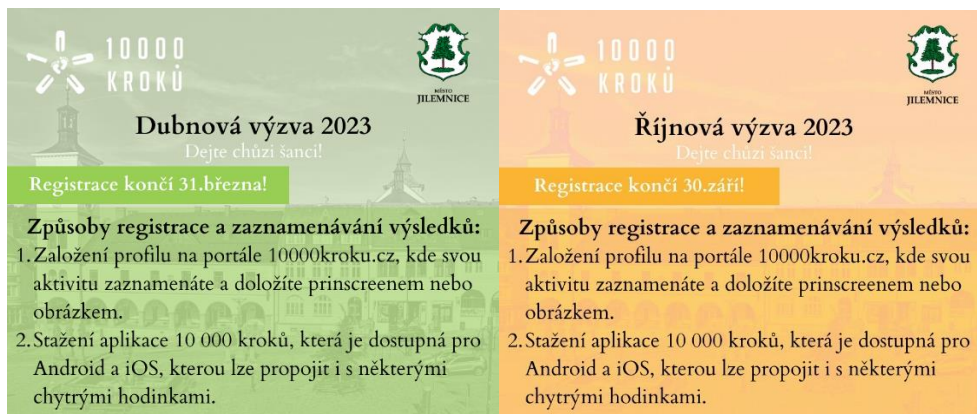 10000
KROKŮ
MĚSTO
JILEMNICE
Dubnová výzva 2023
Dejte chůzi šanci!
Registrace končí 31.března!
Způsoby registrace a zaznamenávání výsledků:
1. Založení profilu na portále 10000kroku.cz, kde svou
aktivitu zaznamenáte a doložíte prinscreenem nebo
obrázkem.
2. Stažení aplikace 10 000 kroků, která je dostupná pro
Android a iOS, kterou lze propojit i s některými
chytrými hodinkami.
10000
KROKŮ
MĚSTO
JILEMNICE
Říjnová výzva 2023
Dejte chůzi šanci!
Registrace končí 30.září!
Způsoby registrace a zaznamenávání výsledků:
1. Založení profilu na portále 10000kroku.cz, kde svou
aktivitu zaznamenáte a doložíte prinscreenem nebo
obrázkem.
2. Stažení aplikace 10 000 kroků, která je dostupná pro
Android a iOS, kterou lze propojit i s některými
chytrými hodinkami.